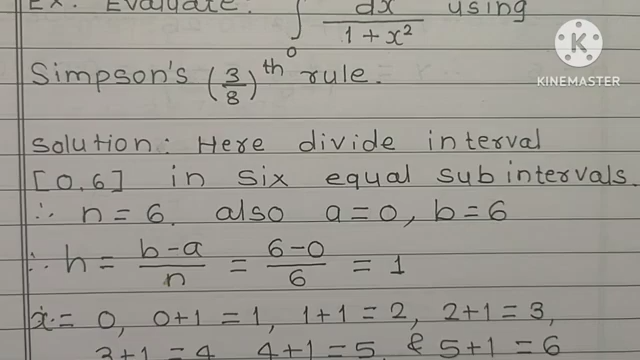 Ex. Evaluate: ∫₀ dx/(1+x²) using
Simpson's (3/8)ᵗʰ rule.
K
KINEMASTER
Solution: Here divide interval
[0,6] in six equal sub intervals.
∴ n=6. also a=0, b=6
∴ h = (b-a)/n = (6-0)/6 = 1
x = 0, 0+1=1, 1+1=2, 2+1=3,
3+1=4, 4+1=5, & 5+1=6